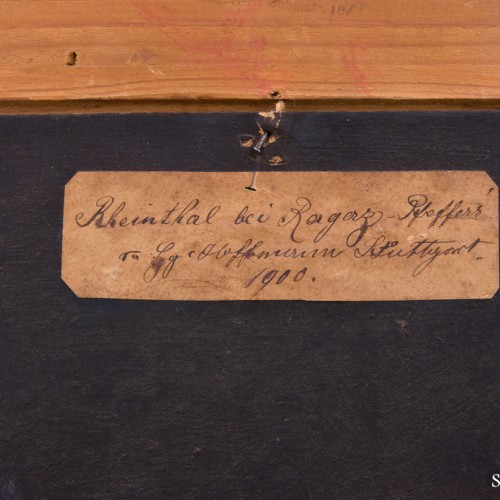 Rheinthal bei Ragaz - Pfeffers
v. Gg. Hoffmann Stuttgart.
1900.
S